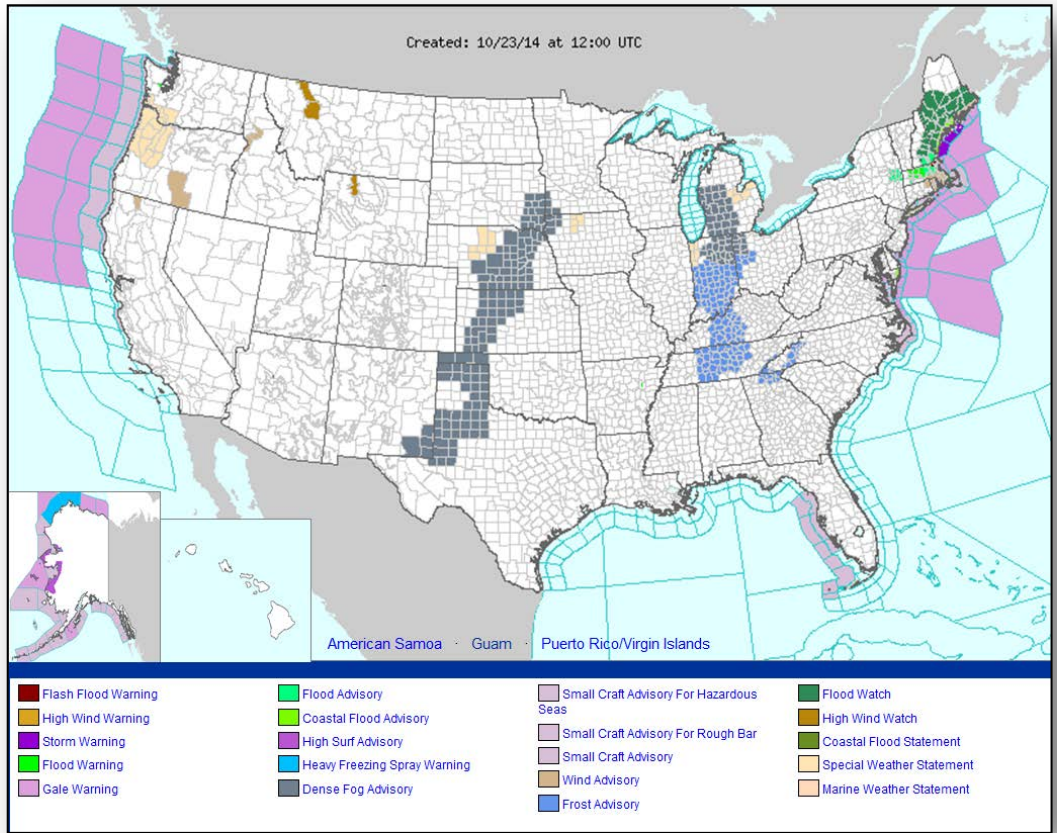 Created: 10/23/14 at 12:00 UTC
American Samoa · Guam · Puerto Rico/Virgin Islands
Flash Flood Warning
High Wind Warning
Storm Warning
Flood Warning
Gale Warning
Flood Advisory
Coastal Flood Advisory
High Surf Advisory
Heavy Freezing Spray Warning
Dense Fog Advisory
Small Craft Advisory For Hazardous
Seas
Small Craft Advisory For Rough Bar
Small Craft Advisory
Wind Advisory
Frost Advisory
Flood Watch
High Wind Watch
Coastal Flood Statement
Special Weather Statement
Marine Weather Statement